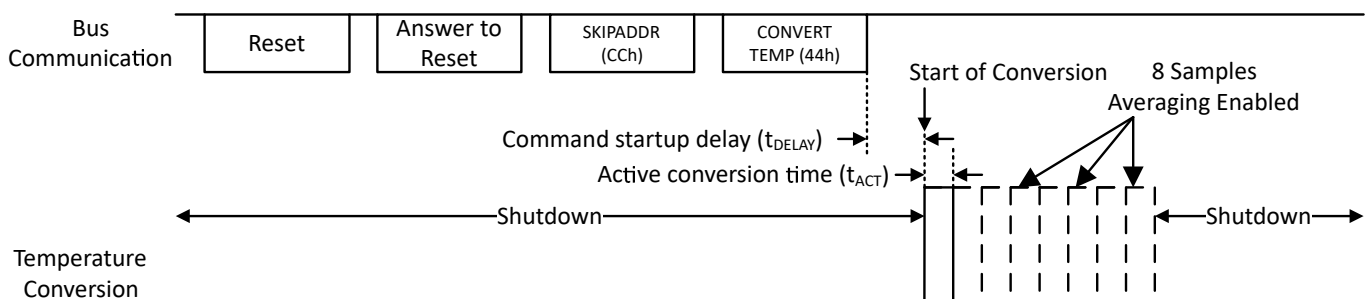 Bus
Communication
Reset
Answer to
Reset
SKIPADDR
(CCh)
CONVERT
TEMP (44h)
Start of Conversion
8 Samples
Averaging Enabled
Command startup delay (tDELAY)
Active conversion time (tACT)
Shutdown
Shutdown
Temperature
Conversion